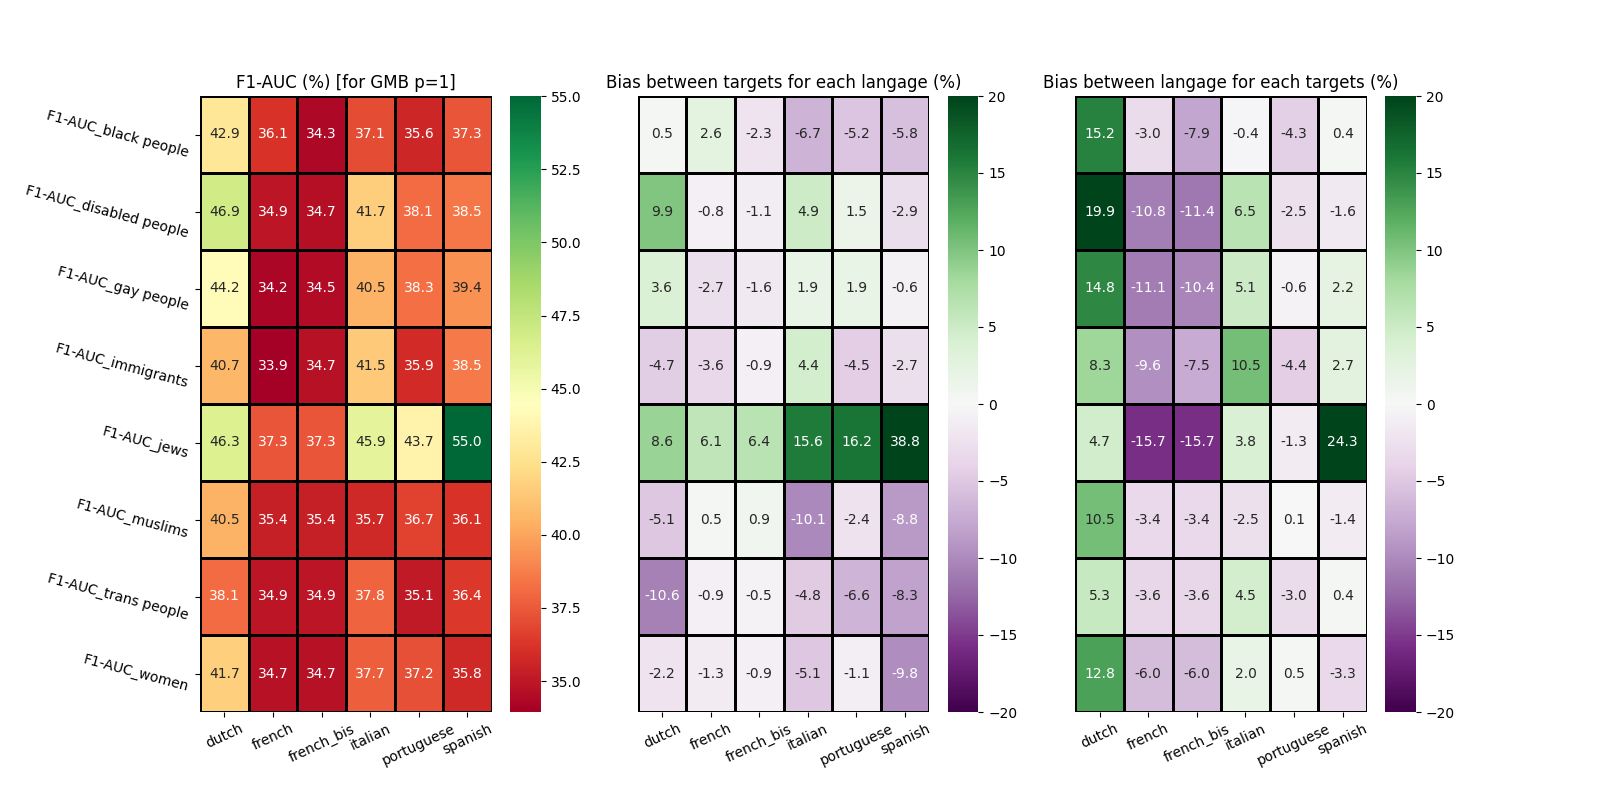 F1-AUC (%) [for GMB p=1]
Bias between targets for each langage (%)
Bias between langage for each targets (%)
F1-AUC_black people 42.9 36.1 34.3 37.1 35.6 37.3
F1-AUC_disabled people 46.9 34.9 34.7 41.7 38.1 38.5
F1-AUC_gay people 44.2 34.2 34.5 40.5 38.3 39.4
F1-AUC_immigrants 40.7 33.9 34.7 41.5 35.9 38.5
F1-AUC_jews 46.3 37.3 37.3 45.9 43.7 55.0
F1-AUC_muslims 40.5 35.4 35.4 35.7 36.7 36.1
F1-AUC_trans people 38.1 34.9 34.9 37.8 35.1 36.4
F1-AUC_women 41.7 34.7 34.7 37.7 37.2 35.8
dutch french french_bis italian portuguese spanish
55.0
52.5
50.0
47.5
45.0
42.5
40.0
37.5
35.0
0.5 2.6 -2.3 -6.7 -5.2 -5.8
9.9 -0.8 -1.1 4.9 1.5 -2.9
3.6 -2.7 -1.6 1.9 1.9 -0.6
-4.7 -3.6 -0.9 4.4 -4.5 -2.7
8.6 6.1 6.4 15.6 16.2 38.8
-5.1 0.5 0.9 -10.1 -2.4 -8.8
-10.6 -0.9 -0.5 -4.8 -6.6 -8.3
-2.2 -1.3 -0.9 -5.1 -1.1 -9.8
dutch french french_bis italian portuguese spanish
20
15
10
5
0
−5
−10
−15
−20
15.2 -3.0 -7.9 -0.4 -4.3 0.4
19.9 -10.8 -11.4 6.5 -2.5 -1.6
14.8 -11.1 -10.4 5.1 -0.6 2.2
8.3 -9.6 -7.5 10.5 -4.4 2.7
4.7 -15.7 -15.7 3.8 -1.3 24.3
10.5 -3.4 -3.4 -2.5 0.1 -1.4
5.3 -3.6 -3.6 4.5 -3.0 0.4
12.8 -6.0 -6.0 2.0 0.5 -3.3
dutch french french_bis italian portuguese spanish
20
15
10
5
0
−5
−10
−15
−20